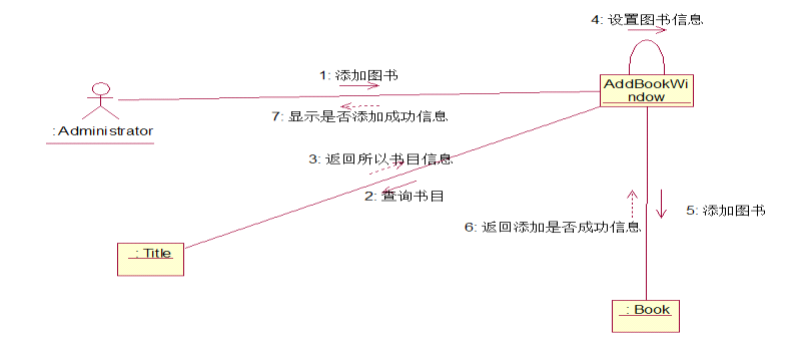 4: 设置图书信息
1: 添加图书
AddBookWi
ndow
7: 显示是否添加成功信息
: Administrator
3: 返回所以书目信息
2: 查询书目
5: 添加图书
6: 返回添加是否成功信息
: Title
: Book